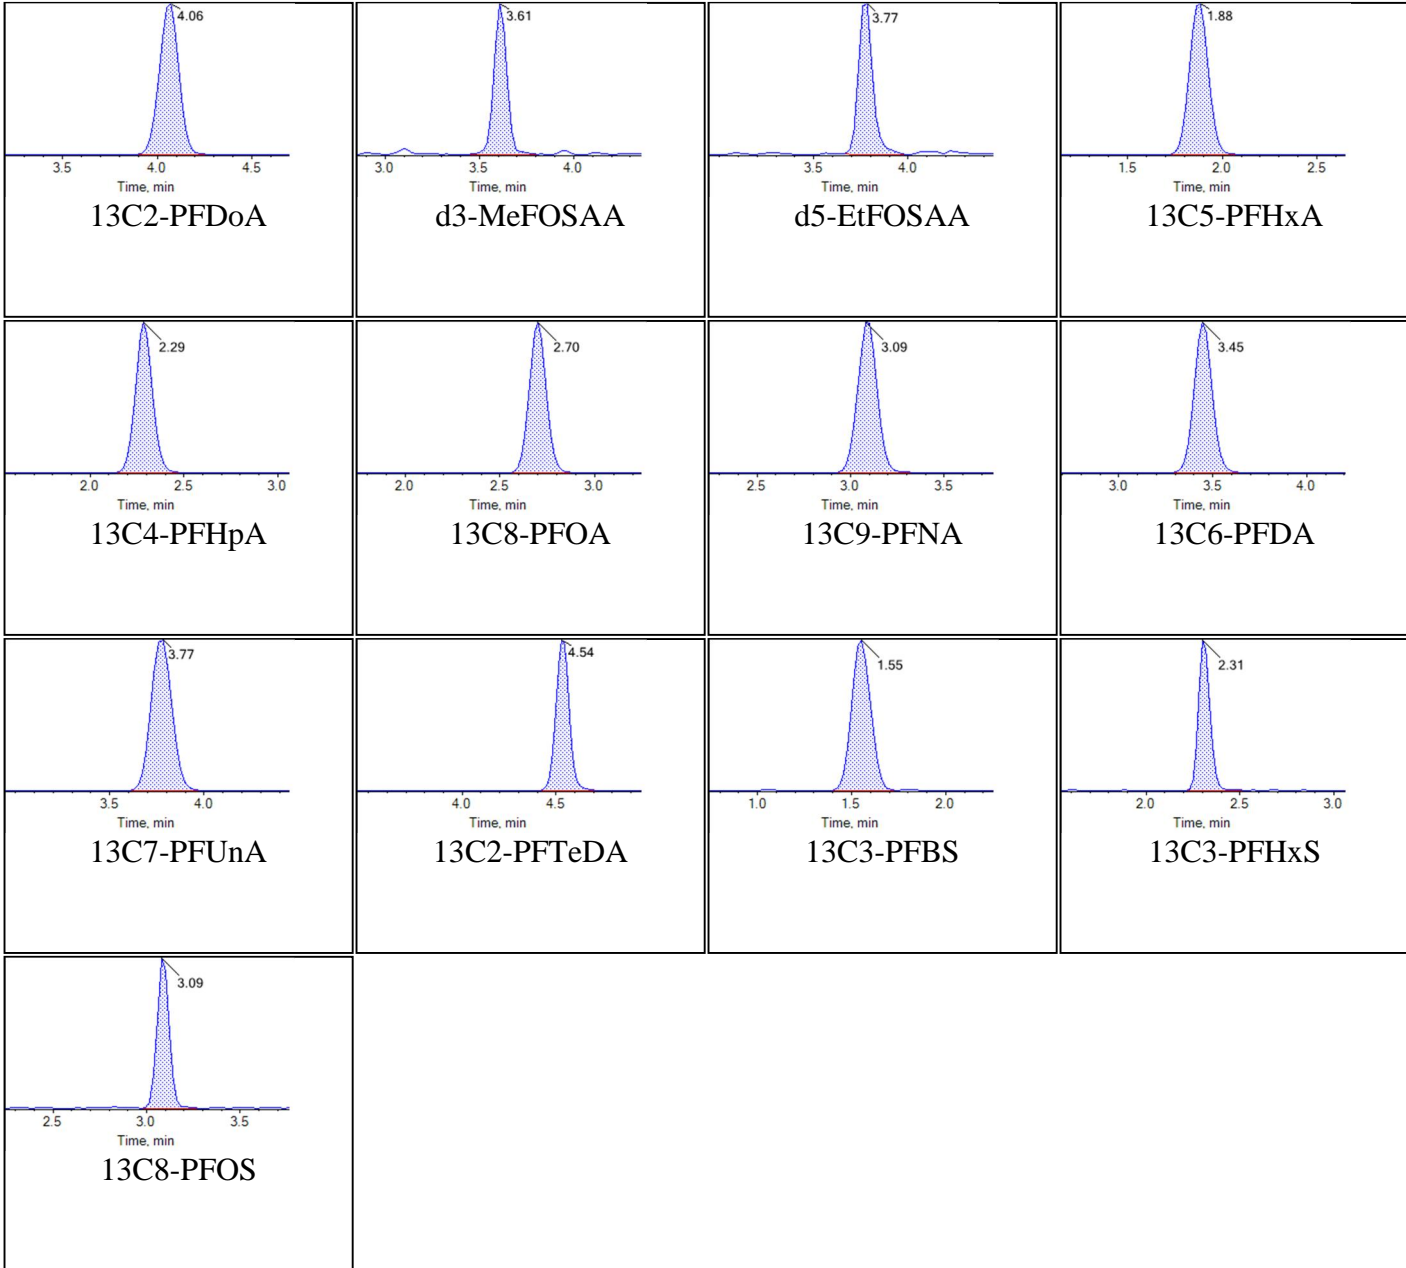 4.06
3.5 4.0 4.5
Time, min
13C2-PFDoA
3.61
3.0 3.5 4.0
Time, min
d3-MeFOSAA
3.77
3.5 4.0
Time, min
d5-EtFOSAA
1.88
1.5 2.0 2.5
Time, min
13C5-PFHxA
2.29
2.0 2.5 3.0
Time, min
13C4-PFHpA
2.70
2.0 2.5 3.0
Time, min
13C8-PFOA
3.09
2.5 3.0 3.5
Time, min
13C9-PFNA
3.45
3.0 3.5 4.0
Time, min
13C6-PFDA
3.77
3.5 4.0
Time, min
13C7-PFUnA
4.54
4.0 4.5
Time, min
13C2-PFTeDA
1.55
1.0 1.5 2.0
Time, min
13C3-PFBS
2.31
2.0 2.5 3.0
Time, min
13C3-PFHxS
3.09
2.5 3.0 3.5
Time, min
13C8-PFOS